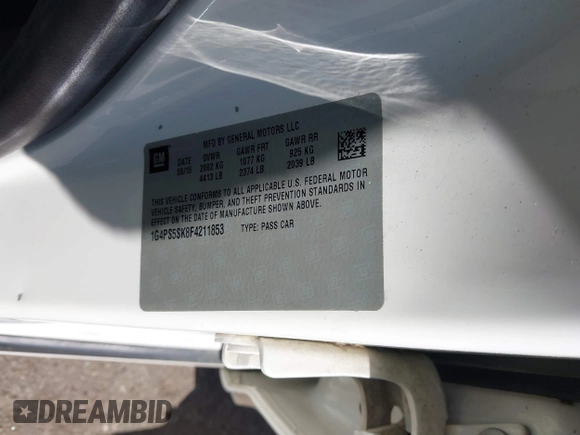 MFD BY GENERAL MOTORS LLC
GM
DATE GVWR GAWR FRT GAWR RR
2002 KG 1077 KG 925 KG
4413 LB 2374 LB 2039 LB
THIS VEHICLE CONFORMS TO ALL APPLICABLE U.S. FEDERAL MOTOR
VEHICLE SAFETY, BUMPER, AND THEFT PREVENTION STANDARDS IN
EFFECT ON THE DATE OF MANUFACTURE SHOWN ABOVE.
1G4PS5SK8F4211853 TYPE: PASS CAR
DREAMBID